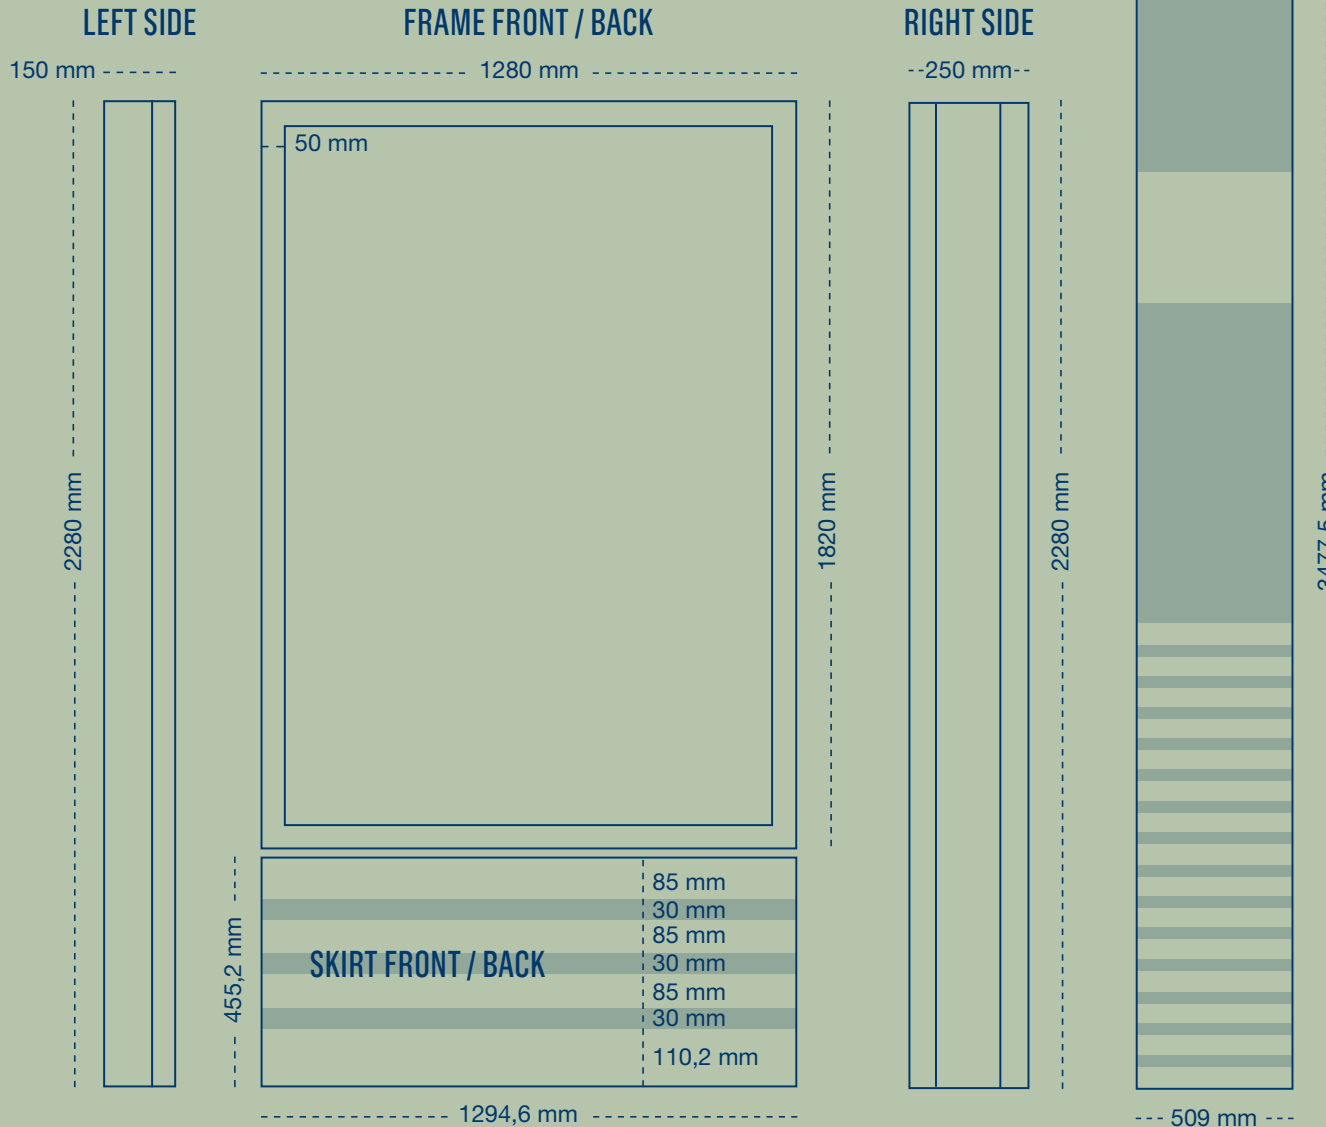 LEFT SIDE
FRAME FRONT / BACK
RIGHT SIDE
150 mm
1280 mm
250 mm
50 mm
2280 mm
1820 mm
2280 mm
85 mm
30 mm
85 mm
30 mm
85 mm
30 mm
110,2 mm
SKIRT FRONT / BACK
455,2 mm
1294,6 mm
509 mm